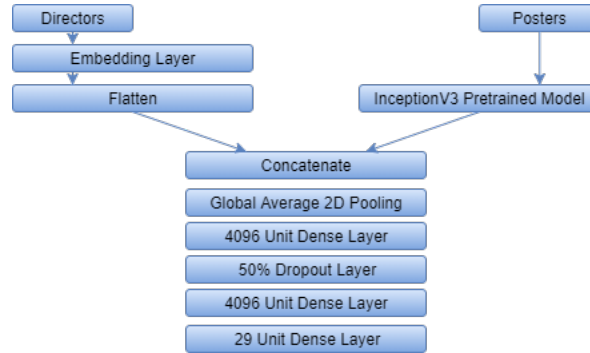 Directors
Posters
Embedding Layer
Flatten
InceptionV3 Pretrained Model
Concatenate
Global Average 2D Pooling
4096 Unit Dense Layer
50% Dropout Layer
4096 Unit Dense Layer
29 Unit Dense Layer